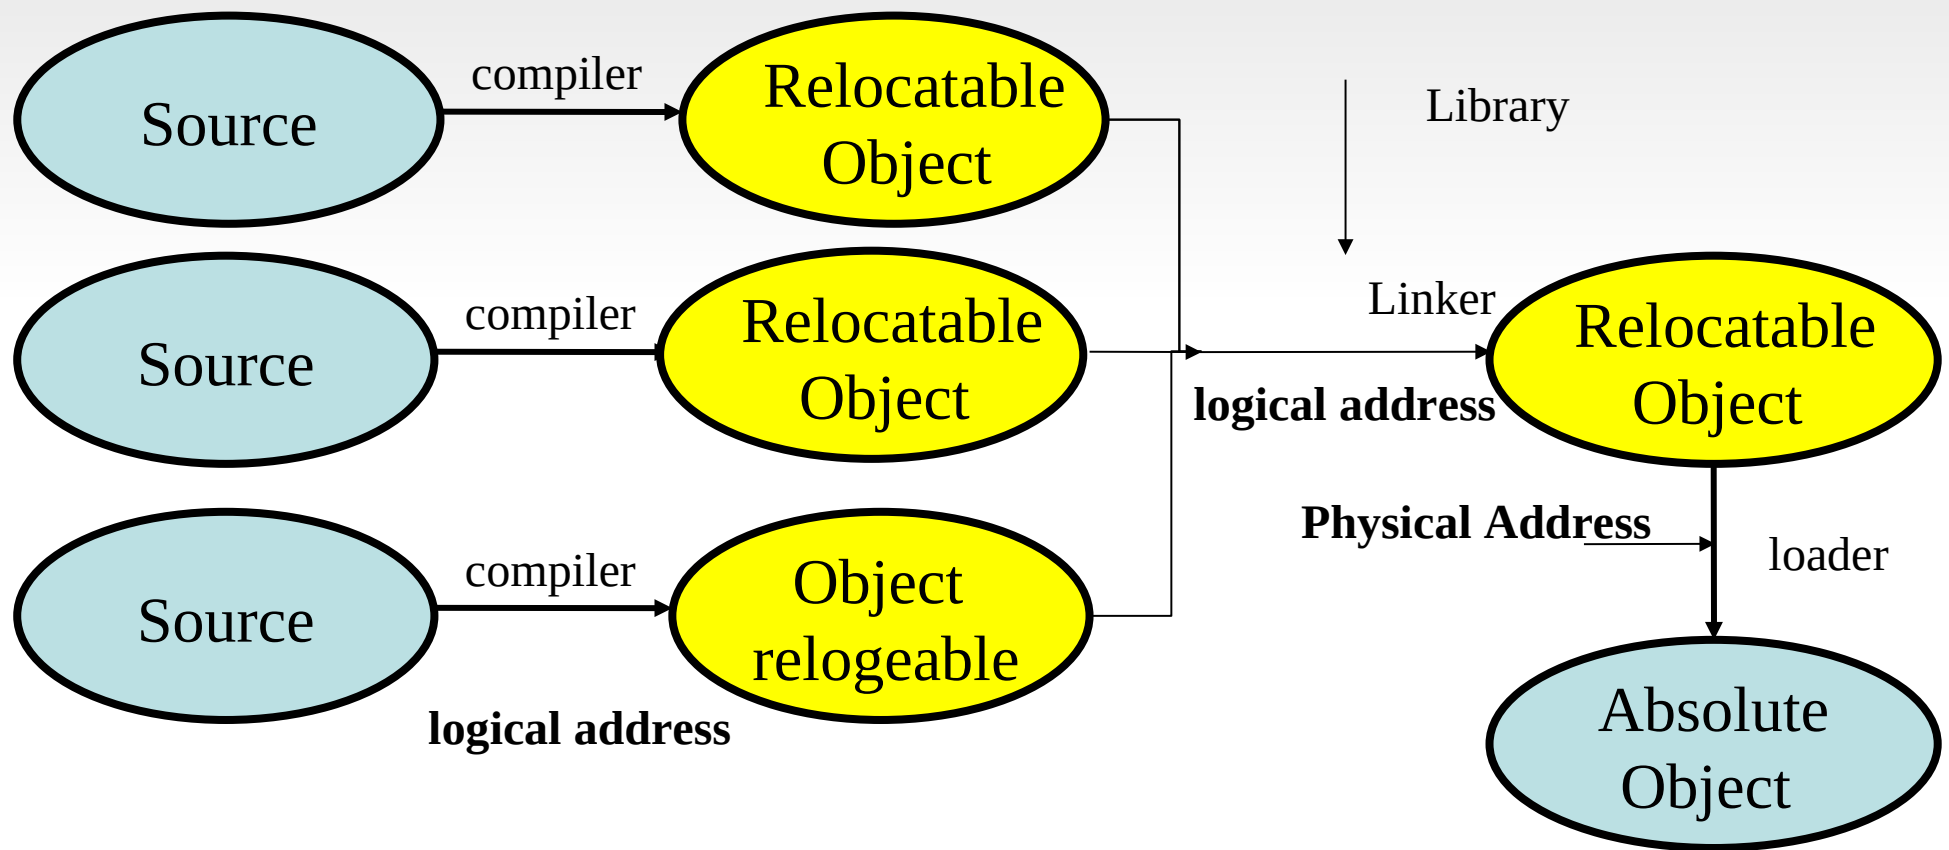 Source
compiler
Relocatable
Object
Library
Source
compiler
Relocatable
Object
Linker
logical address
Relocatable
Object
Physical Address
loader
Source
compiler
Object
relogeable
logical address
Absolute
Object